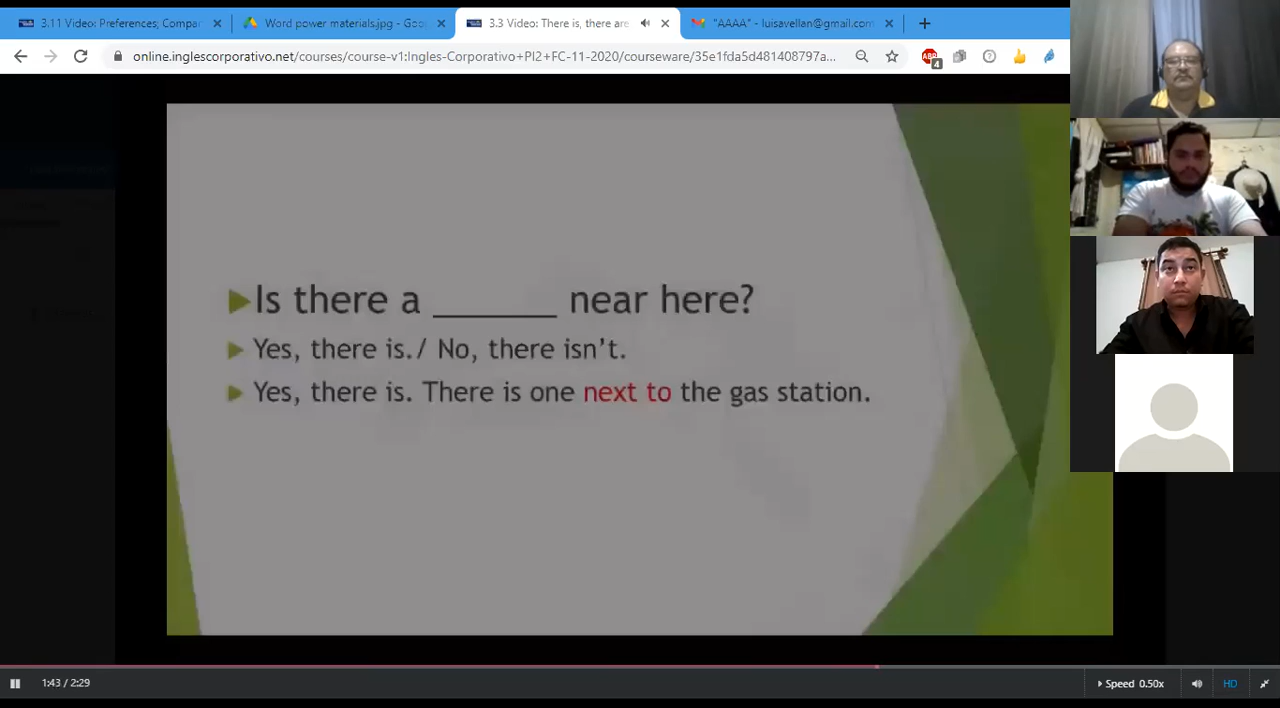 3.11 Video: Preferences; Compar
Word power materials.jpg - Goo
3.3 Video: There is, there are
"AAAA" - luisavellan@gmail.com
online.inglescorporativo.net/courses/course-v1:Ingles-Corporativo+PI2+FC-11-2020/courseware/35e1fda5d481408797a...
ABP
4
Is there a _______ near here?
Yes, there is./ No, there isn't.
Yes, there is. There is one next to the gas station.
1:43 / 2:29
Speed 0.50x
HD